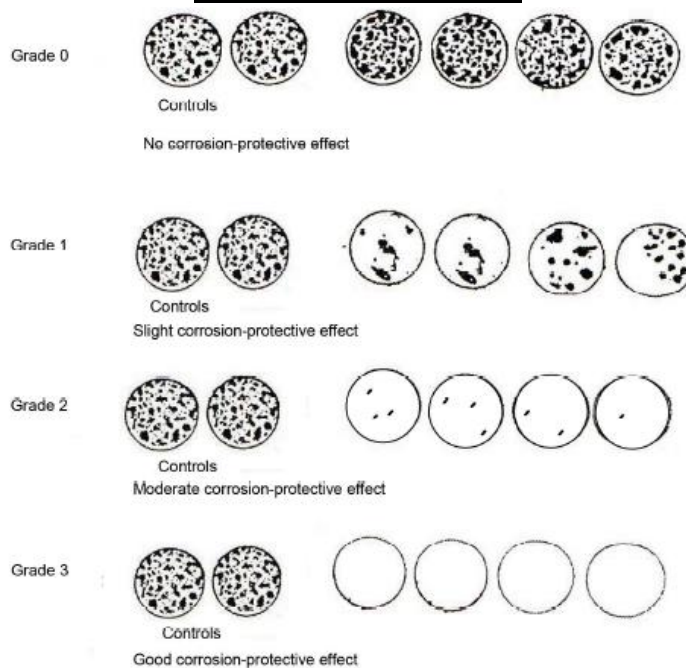 Grade 0
Controls
No corrosion-protective effect
Grade 1
Controls
Slight corrosion-protective effect
Grade 2
Controls
Moderate corrosion-protective effect
Grade 3
Controls
Good corrosion-protective effect